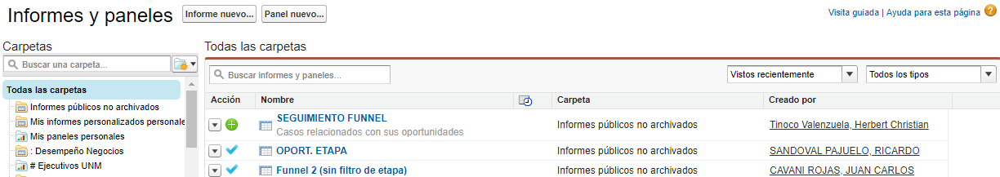 Informes y paneles
Informe nuevo...
Panel nuevo...
Visita guiada | Ayuda para esta página
Carpetas
Buscar una carpeta...
Todas las carpetas
Informes públicos no archivados
Mis informes personalizados personale
Mis paneles personales
: Desempeño Negocios
# Ejecutivos UNM
Todas las carpetas
Buscar informes y paneles...
Vistos recientemente
Todos los tipos
Acción Nombre Carpeta Creado por
SEGUIMIENTO FUNNEL Informes públicos no archivados Tinoco Valenzuela, Herbert Christian
Casos relacionados con sus oportunidades
OPORT. ETAPA Informes públicos no archivados SANDOVAL PAJUELO, RICARDO
Funnel 2 (sin filtro de etapa) Informes públicos no archivados CAVANI ROJAS, JUAN CARLOS